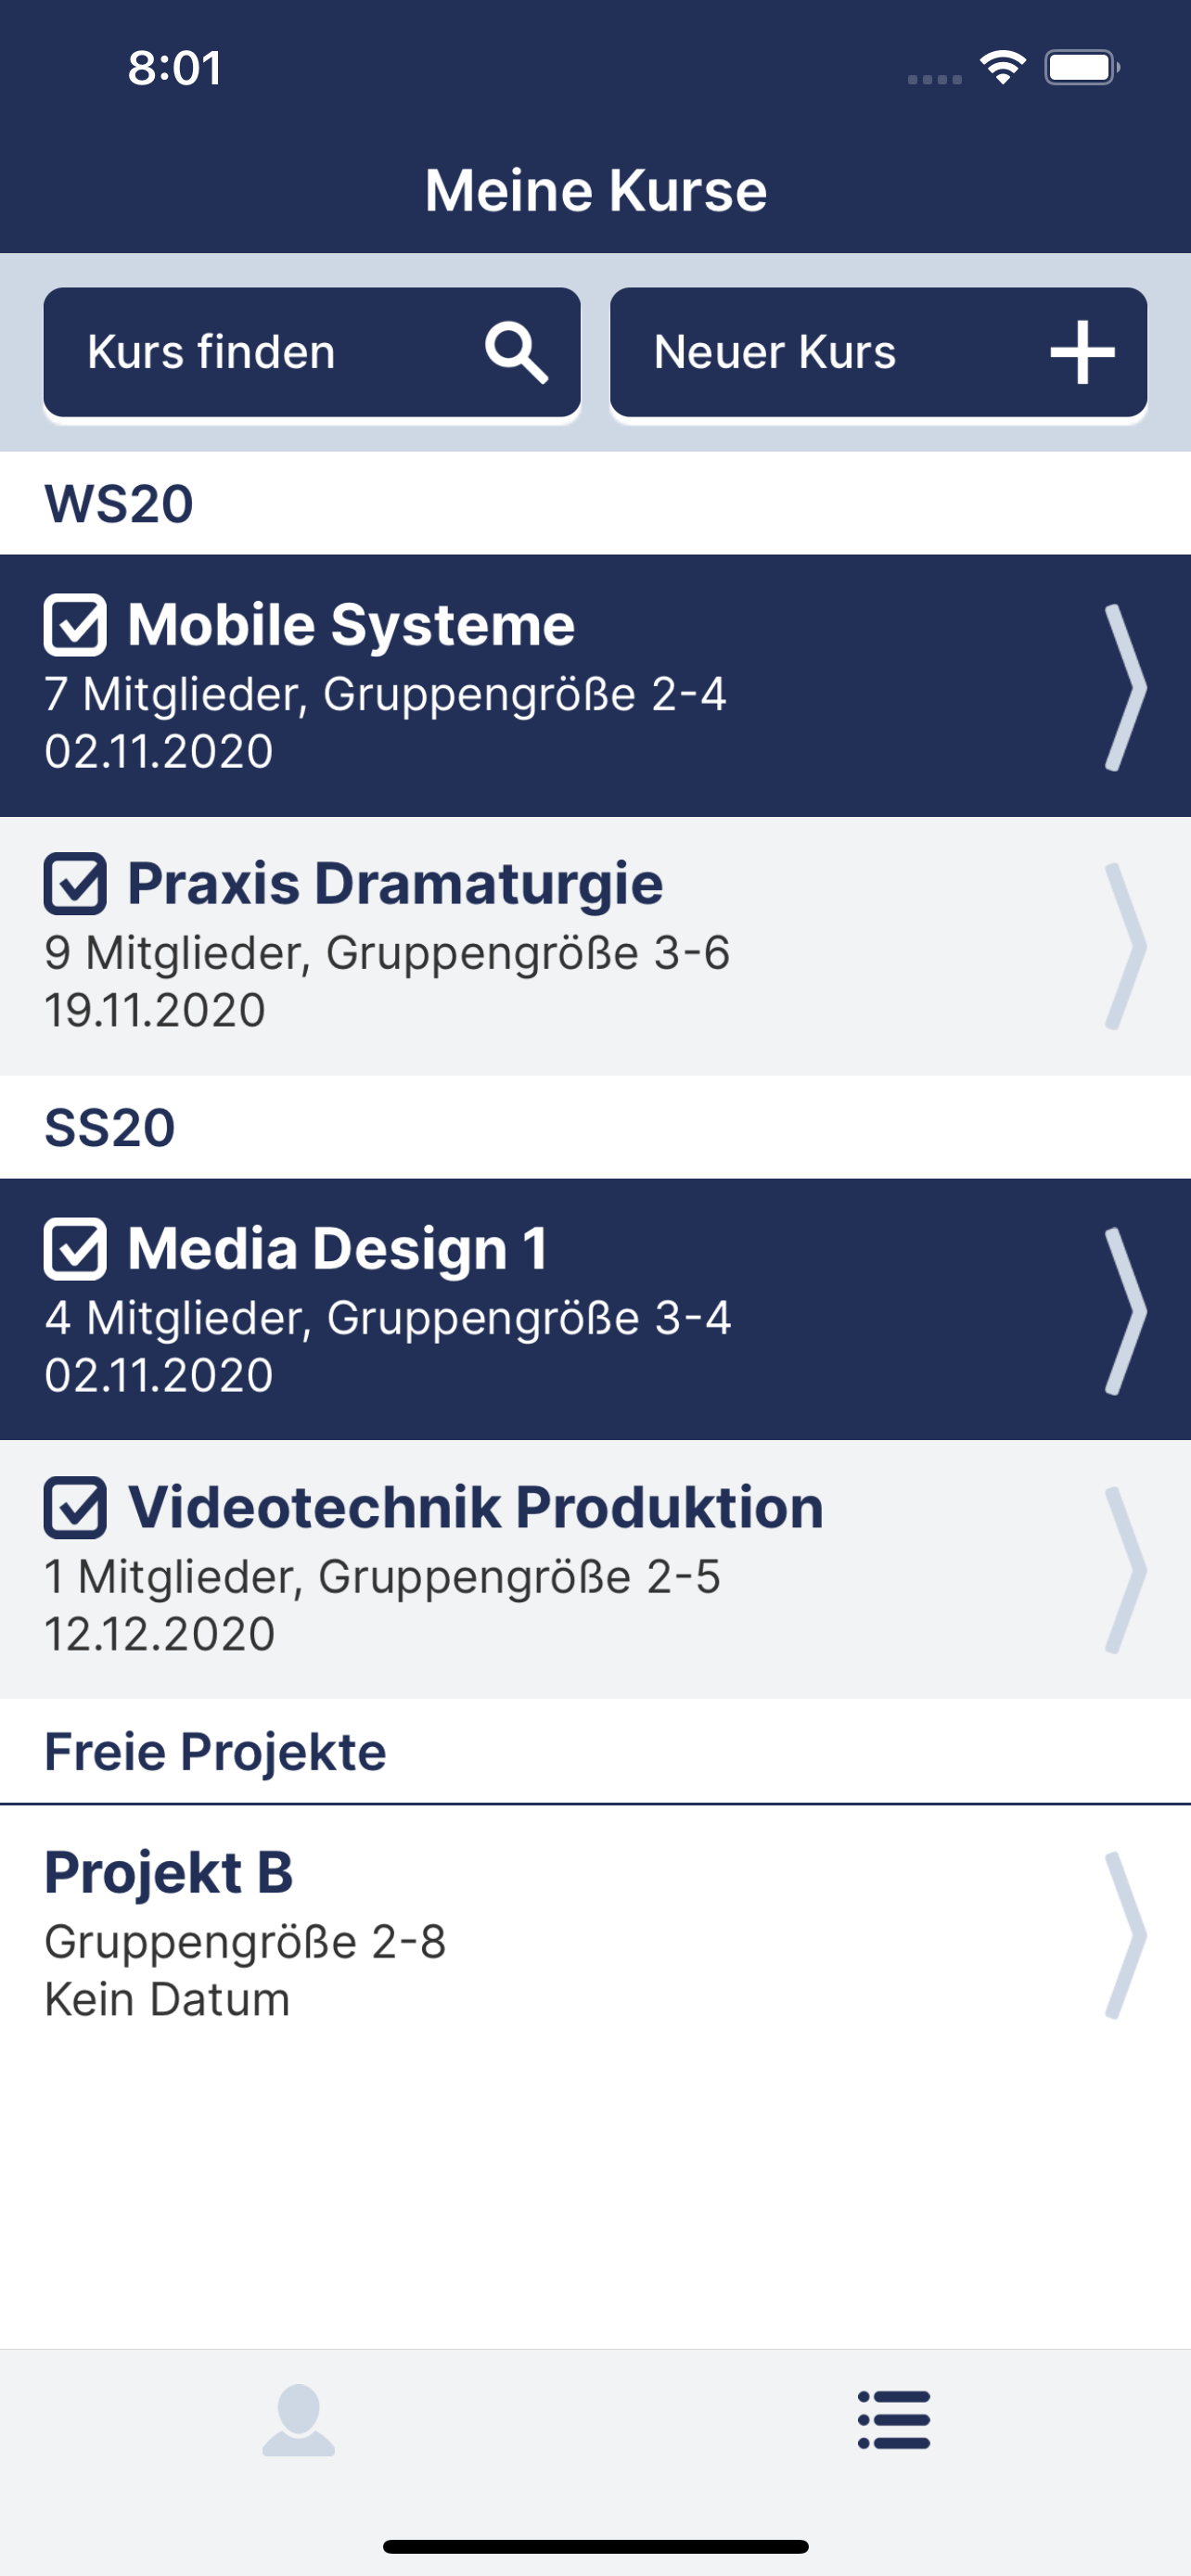 8:01
Meine Kurse
Kurs finden
Neuer Kurs
WS20
Mobile Systeme
7 Mitglieder, Gruppengröße 2-4
02.11.2020
Praxis Dramaturgie
9 Mitglieder, Gruppengröße 3-6
19.11.2020
SS20
Media Design 1
4 Mitglieder, Gruppengröße 3-4
02.11.2020
Videotechnik Produktion
1 Mitglieder, Gruppengröße 2-5
12.12.2020
Freie Projekte
Projekt B
Gruppengröße 2-8
Kein Datum